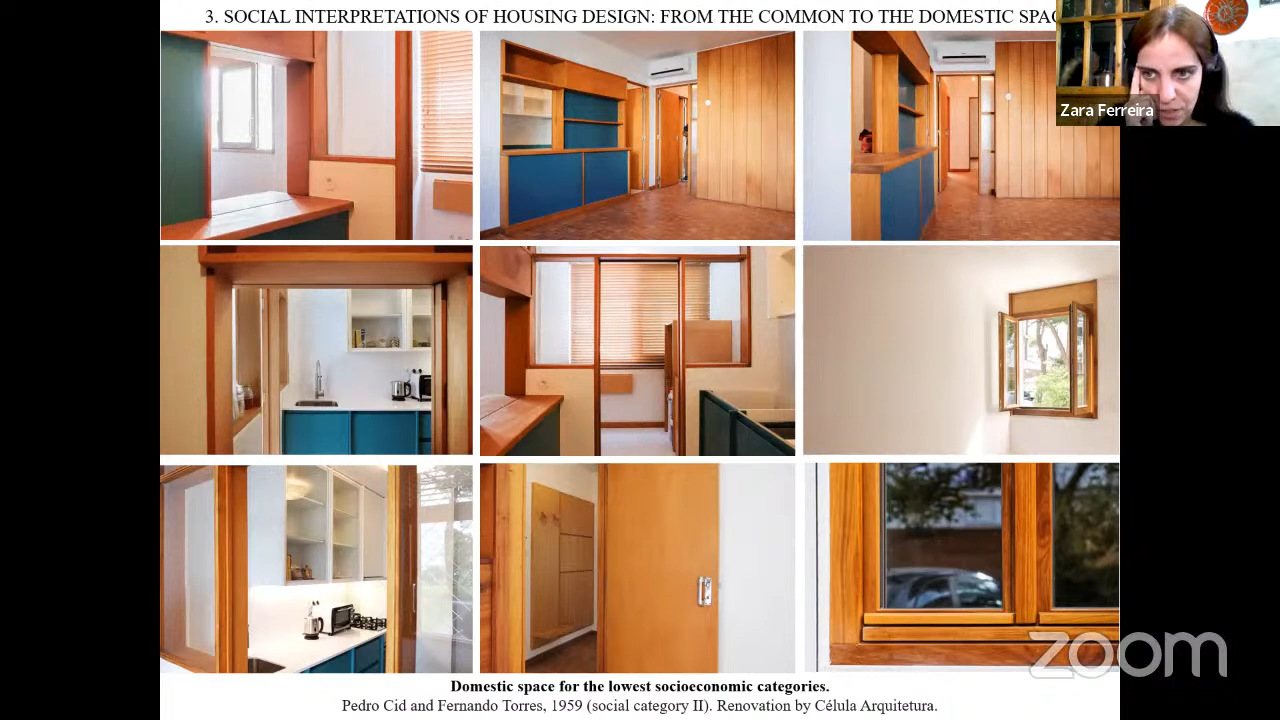 3. SOCIAL INTERPRETATIONS OF HOUSING DESIGN: FROM THE COMMON TO THE DOMESTIC SPAC
Zara Ferreira
zoom
Domestic space for the lowest socioeconomic categories.
Pedro Cid and Fernando Torres, 1959 (social category II). Renovation by Célula Arquitetura.